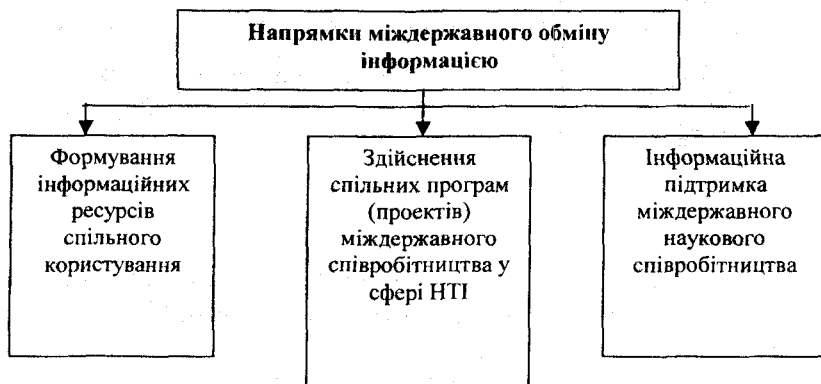 Напрямки міждержавного обміну
інформацією
Формування
інформаційних
ресурсів
спільного
користування
Здійснення
спільних програм
(проектів)
міждержавного
співробітництва у
сфері НТІ
Інформаційна
підтримка
міждержавного
наукового
співробітництва